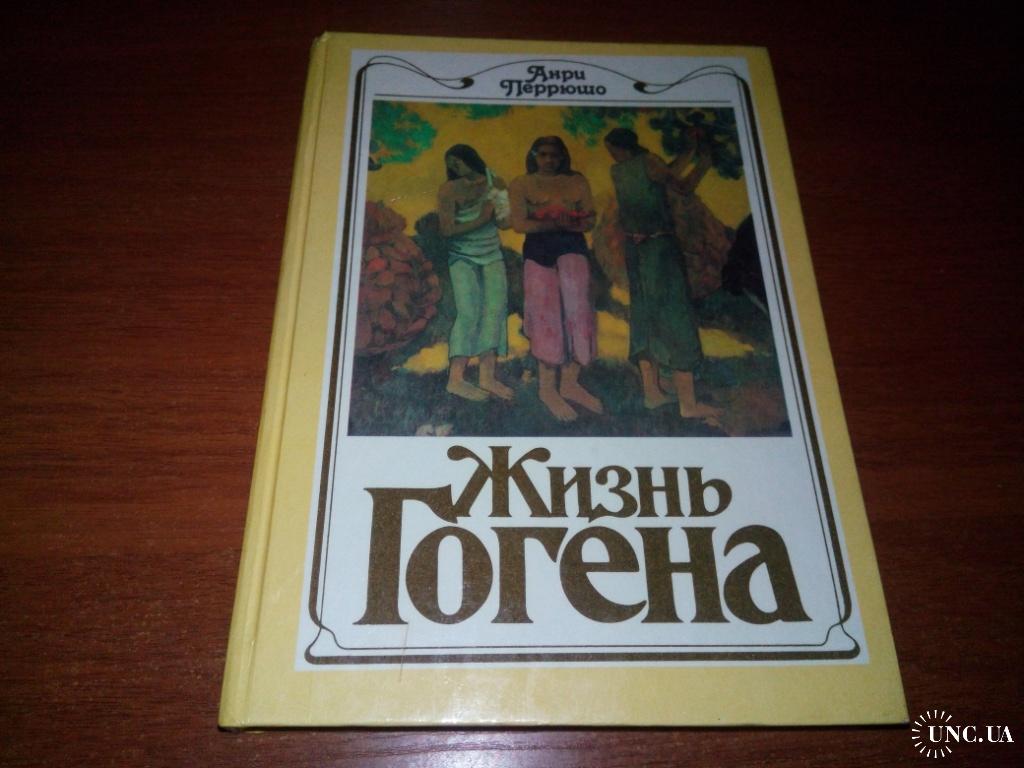 Анри
Перрюшо
Жизнь
Гогена
UNC.UA